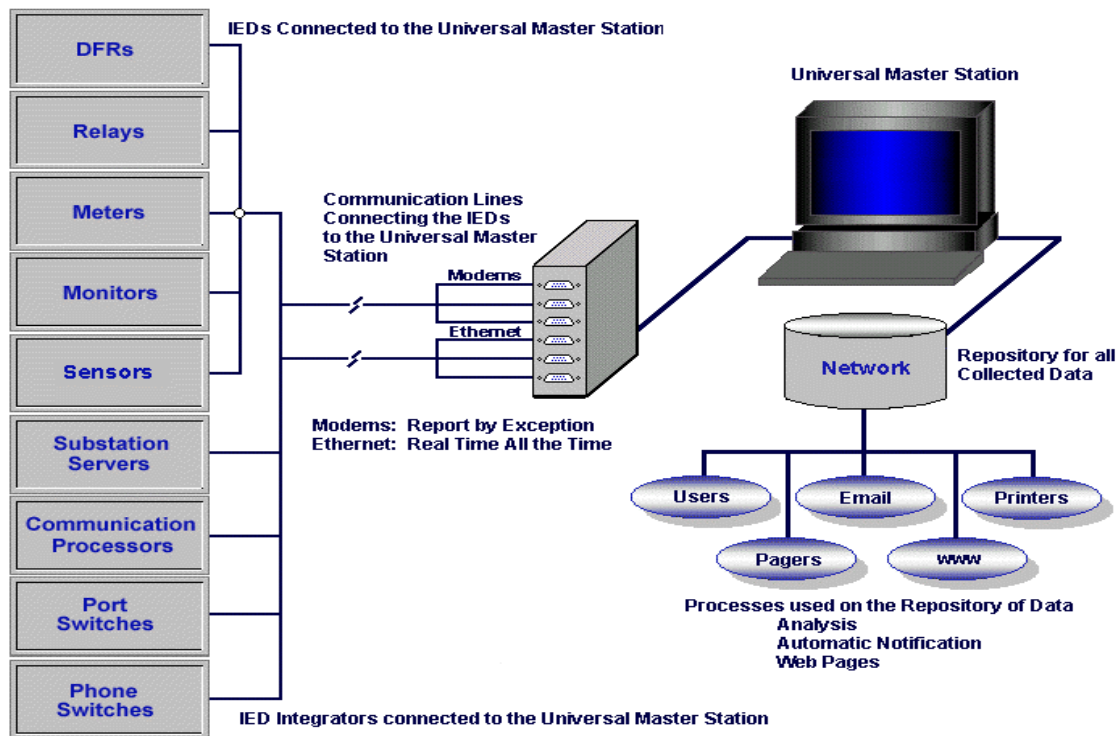 IEDs Connected to the Universal Master Station
DFRs
Relays
Meters
Monitors
Sensors
Substation
Servers
Communication
Processors
Port
Switches
Phone
Switches
IED Integrators connected to the Universal Master Station
Communication Lines
Connecting the IEDs
to the Universal Master
Station
Modems
Ethernet
Modems: Report by Exception
Ethernet: Real Time All the Time
Universal Master Station
Network
Repository for all
Collected Data
Users
Email
Printers
Pagers
www
Processes used on the Repository of Data
Analysis
Automatic Notification
Web Pages